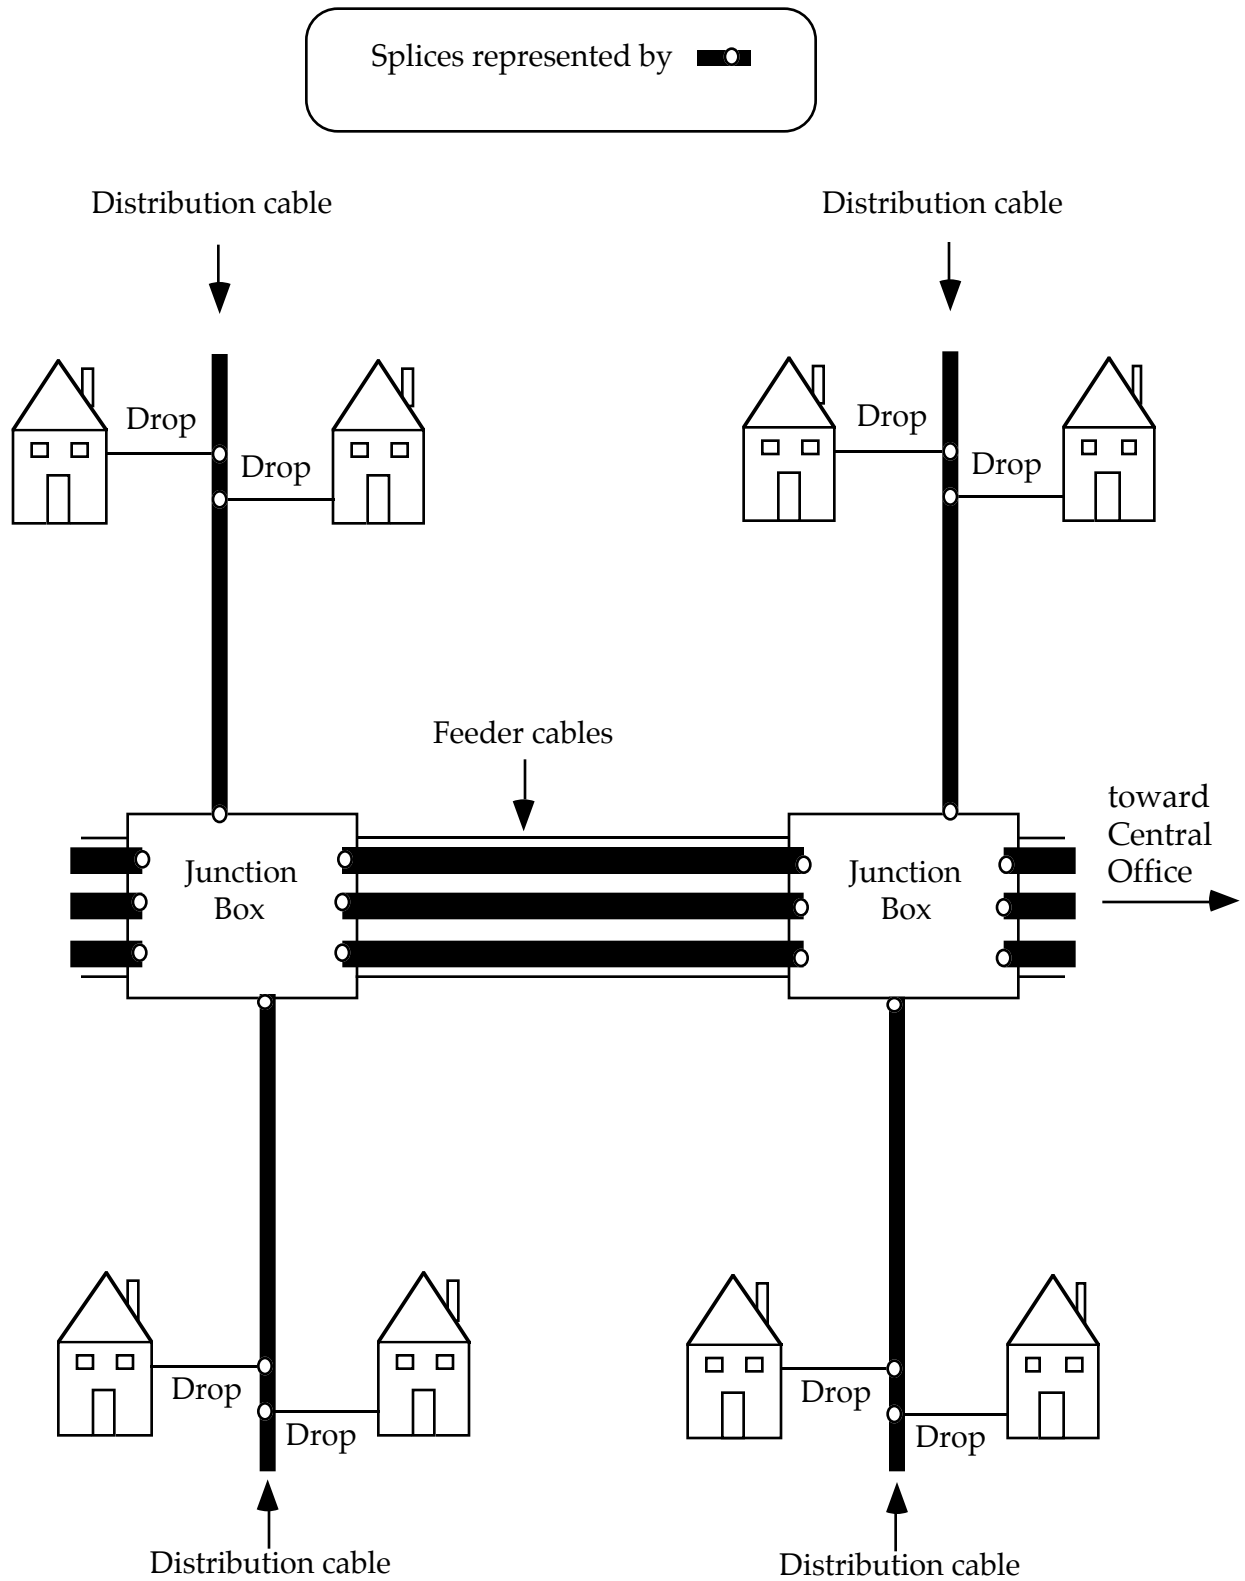 Splices represented by
Distribution cable
Distribution cable
Drop
Drop
Drop
Drop
Feeder cables
toward
Central
Office
Junction
Box
Junction
Box
Drop
Drop
Drop
Drop
Distribution cable
Distribution cable